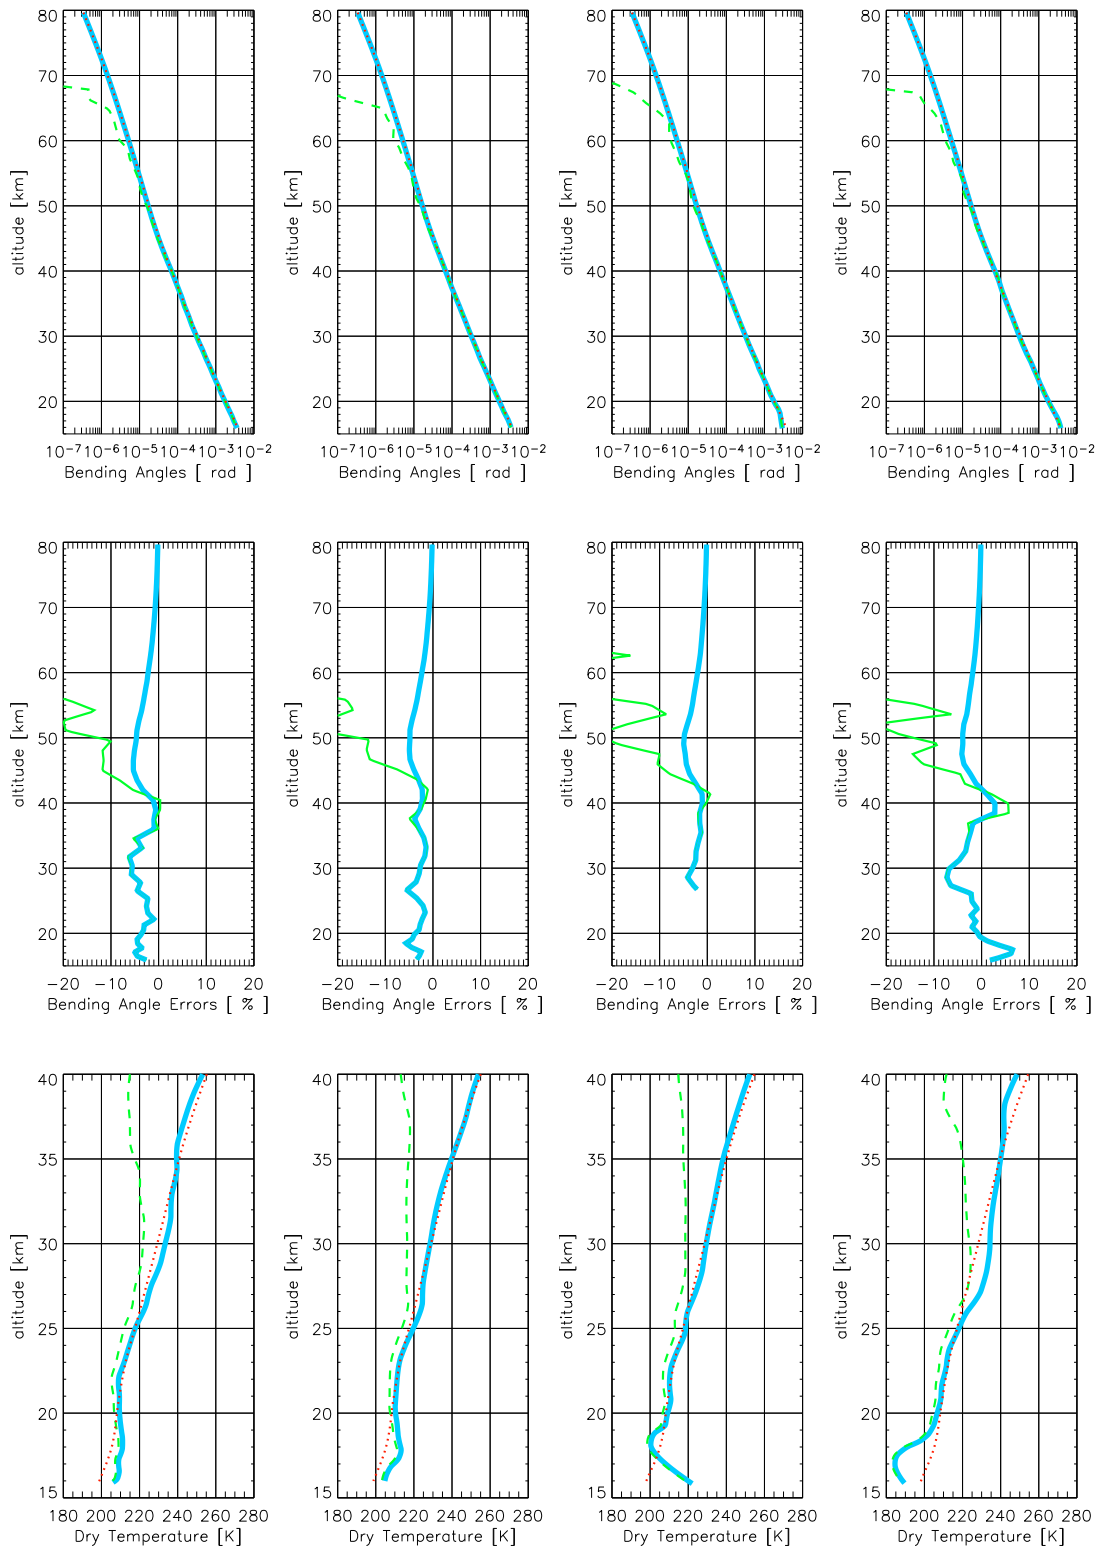 80 80 80 80
70 70 70 70
60 60 60 60
50 50 50 50
40 40 40 40
30 30 30 30
20 20 20 20
altitude [km] altitude [km] altitude [km] altitude [km]
10⁻⁷10⁻⁶10⁻⁵10⁻⁴10⁻³10⁻² 10⁻⁷10⁻⁶10⁻⁵10⁻⁴10⁻³10⁻² 10⁻⁷10⁻⁶10⁻⁵10⁻⁴10⁻³10⁻² 10⁻⁷10⁻⁶10⁻⁵10⁻⁴10⁻³10⁻²
Bending Angles [ rad ] Bending Angles [ rad ] Bending Angles [ rad ] Bending Angles [ rad ]
80 80 80 80
70 70 70 70
60 60 60 60
50 50 50 50
40 40 40 40
30 30 30 30
20 20 20 20
altitude [km] altitude [km] altitude [km] altitude [km]
−20 −10 0 10 20 −20 −10 0 10 20 −20 −10 0 10 20 −20 −10 0 10 20
Bending Angle Errors [ % ] Bending Angle Errors [ % ] Bending Angle Errors [ % ] Bending Angle Errors [ % ]
40 40 40 40
35 35 35 35
30 30 30 30
25 25 25 25
20 20 20 20
15 15 15 15
altitude [km] altitude [km] altitude [km] altitude [km]
180 200 220 240 260 280 180 200 220 240 260 280 180 200 220 240 260 280 180 200 220 240 260 280
Dry Temperature [K] Dry Temperature [K] Dry Temperature [K] Dry Temperature [K]